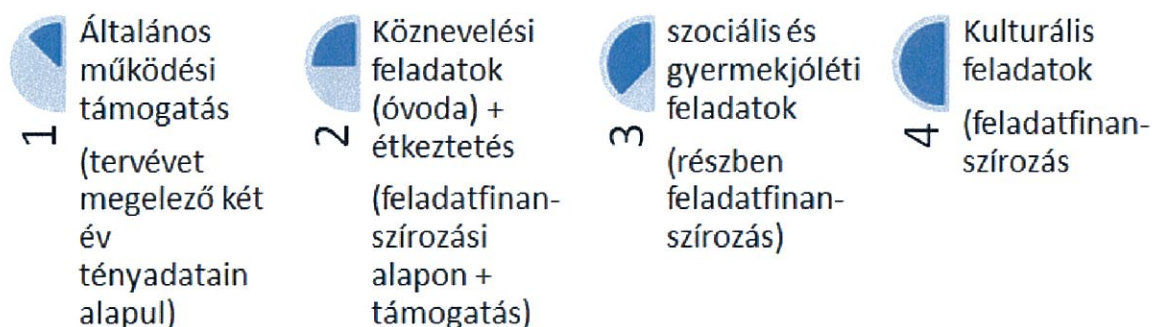 1
Általános
működési
támogatás
(tervévet
megelőző két
év
tényadatain
alapul)
2
Köznevelési
feladatok
(óvoda) +
étkeztetés
(feladatfinan-
szírozási
alapon +
támogatás)
3
szociális és
gyermekjóléti
feladatok
(részben
feladatfinan-
szírozás)
4
Kulturális
feladatok
(feladatfinan-
szírozás